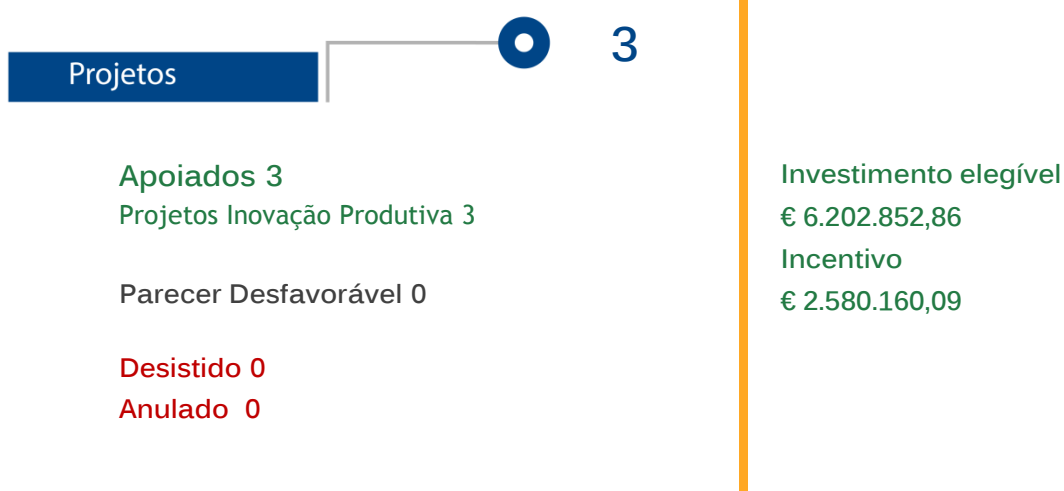 Projetos
3
Apoiados 3
Projetos Inovação Produtiva 3
Parecer Desfavorável 0
Desistido 0
Anulado 0
Investimento elegível
€ 6.202.852,86
Incentivo
€ 2.580.160,09